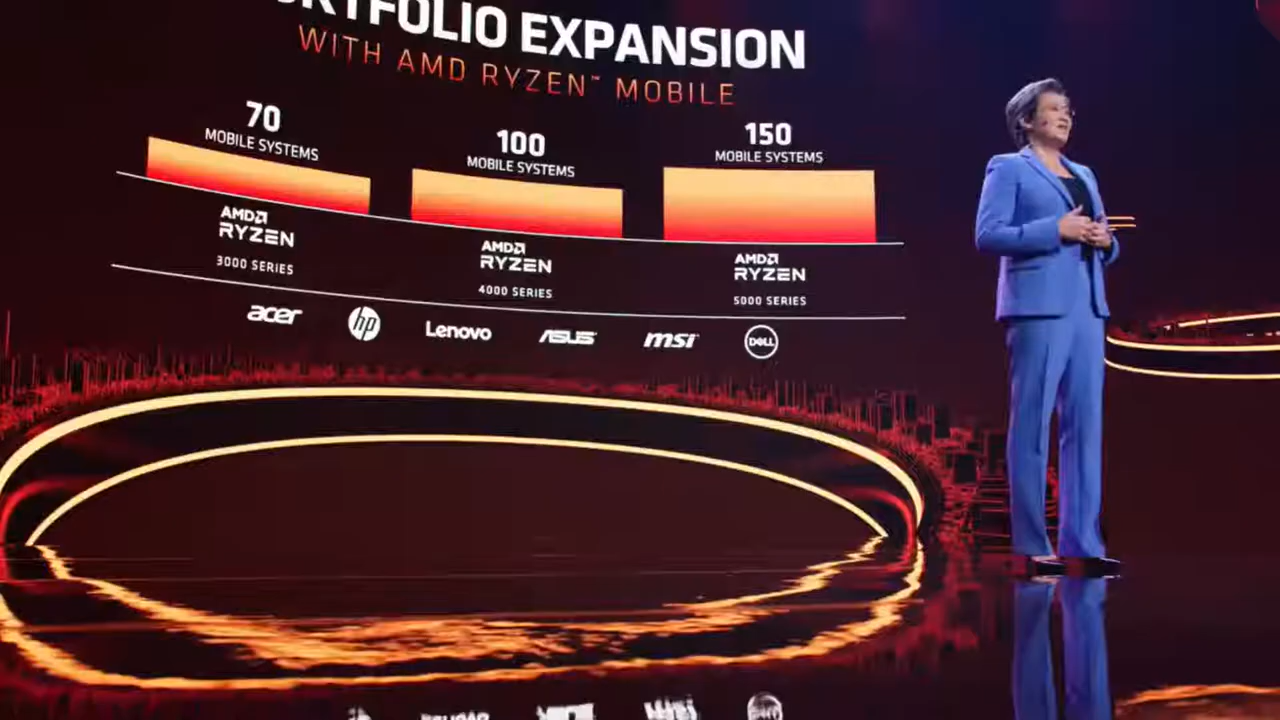 RTFOLIO EXPANSION
WITH AMD RYZEN™ MOBILE
70
MOBILE SYSTEMS
100
MOBILE SYSTEMS
150
MOBILE SYSTEMS
AMD
RYZEN
3000 SERIES
AMD
RYZEN
4000 SERIES
AMD
RYZEN
5000 SERIES
acer
hp
Lenovo
ASUS
msi
DELL